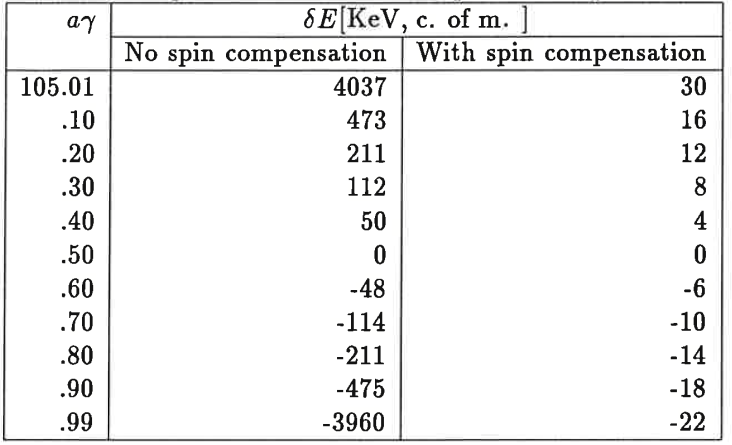 aγ δE[KeV, c. of m. ]
No spin compensation With spin compensation
105.01 4037 30
.10 473 16
.20 211 12
.30 112 8
.40 50 4
.50 0 0
.60 -48 -6
.70 -114 -10
.80 -211 -14
.90 -475 -18
.99 -3960 -22